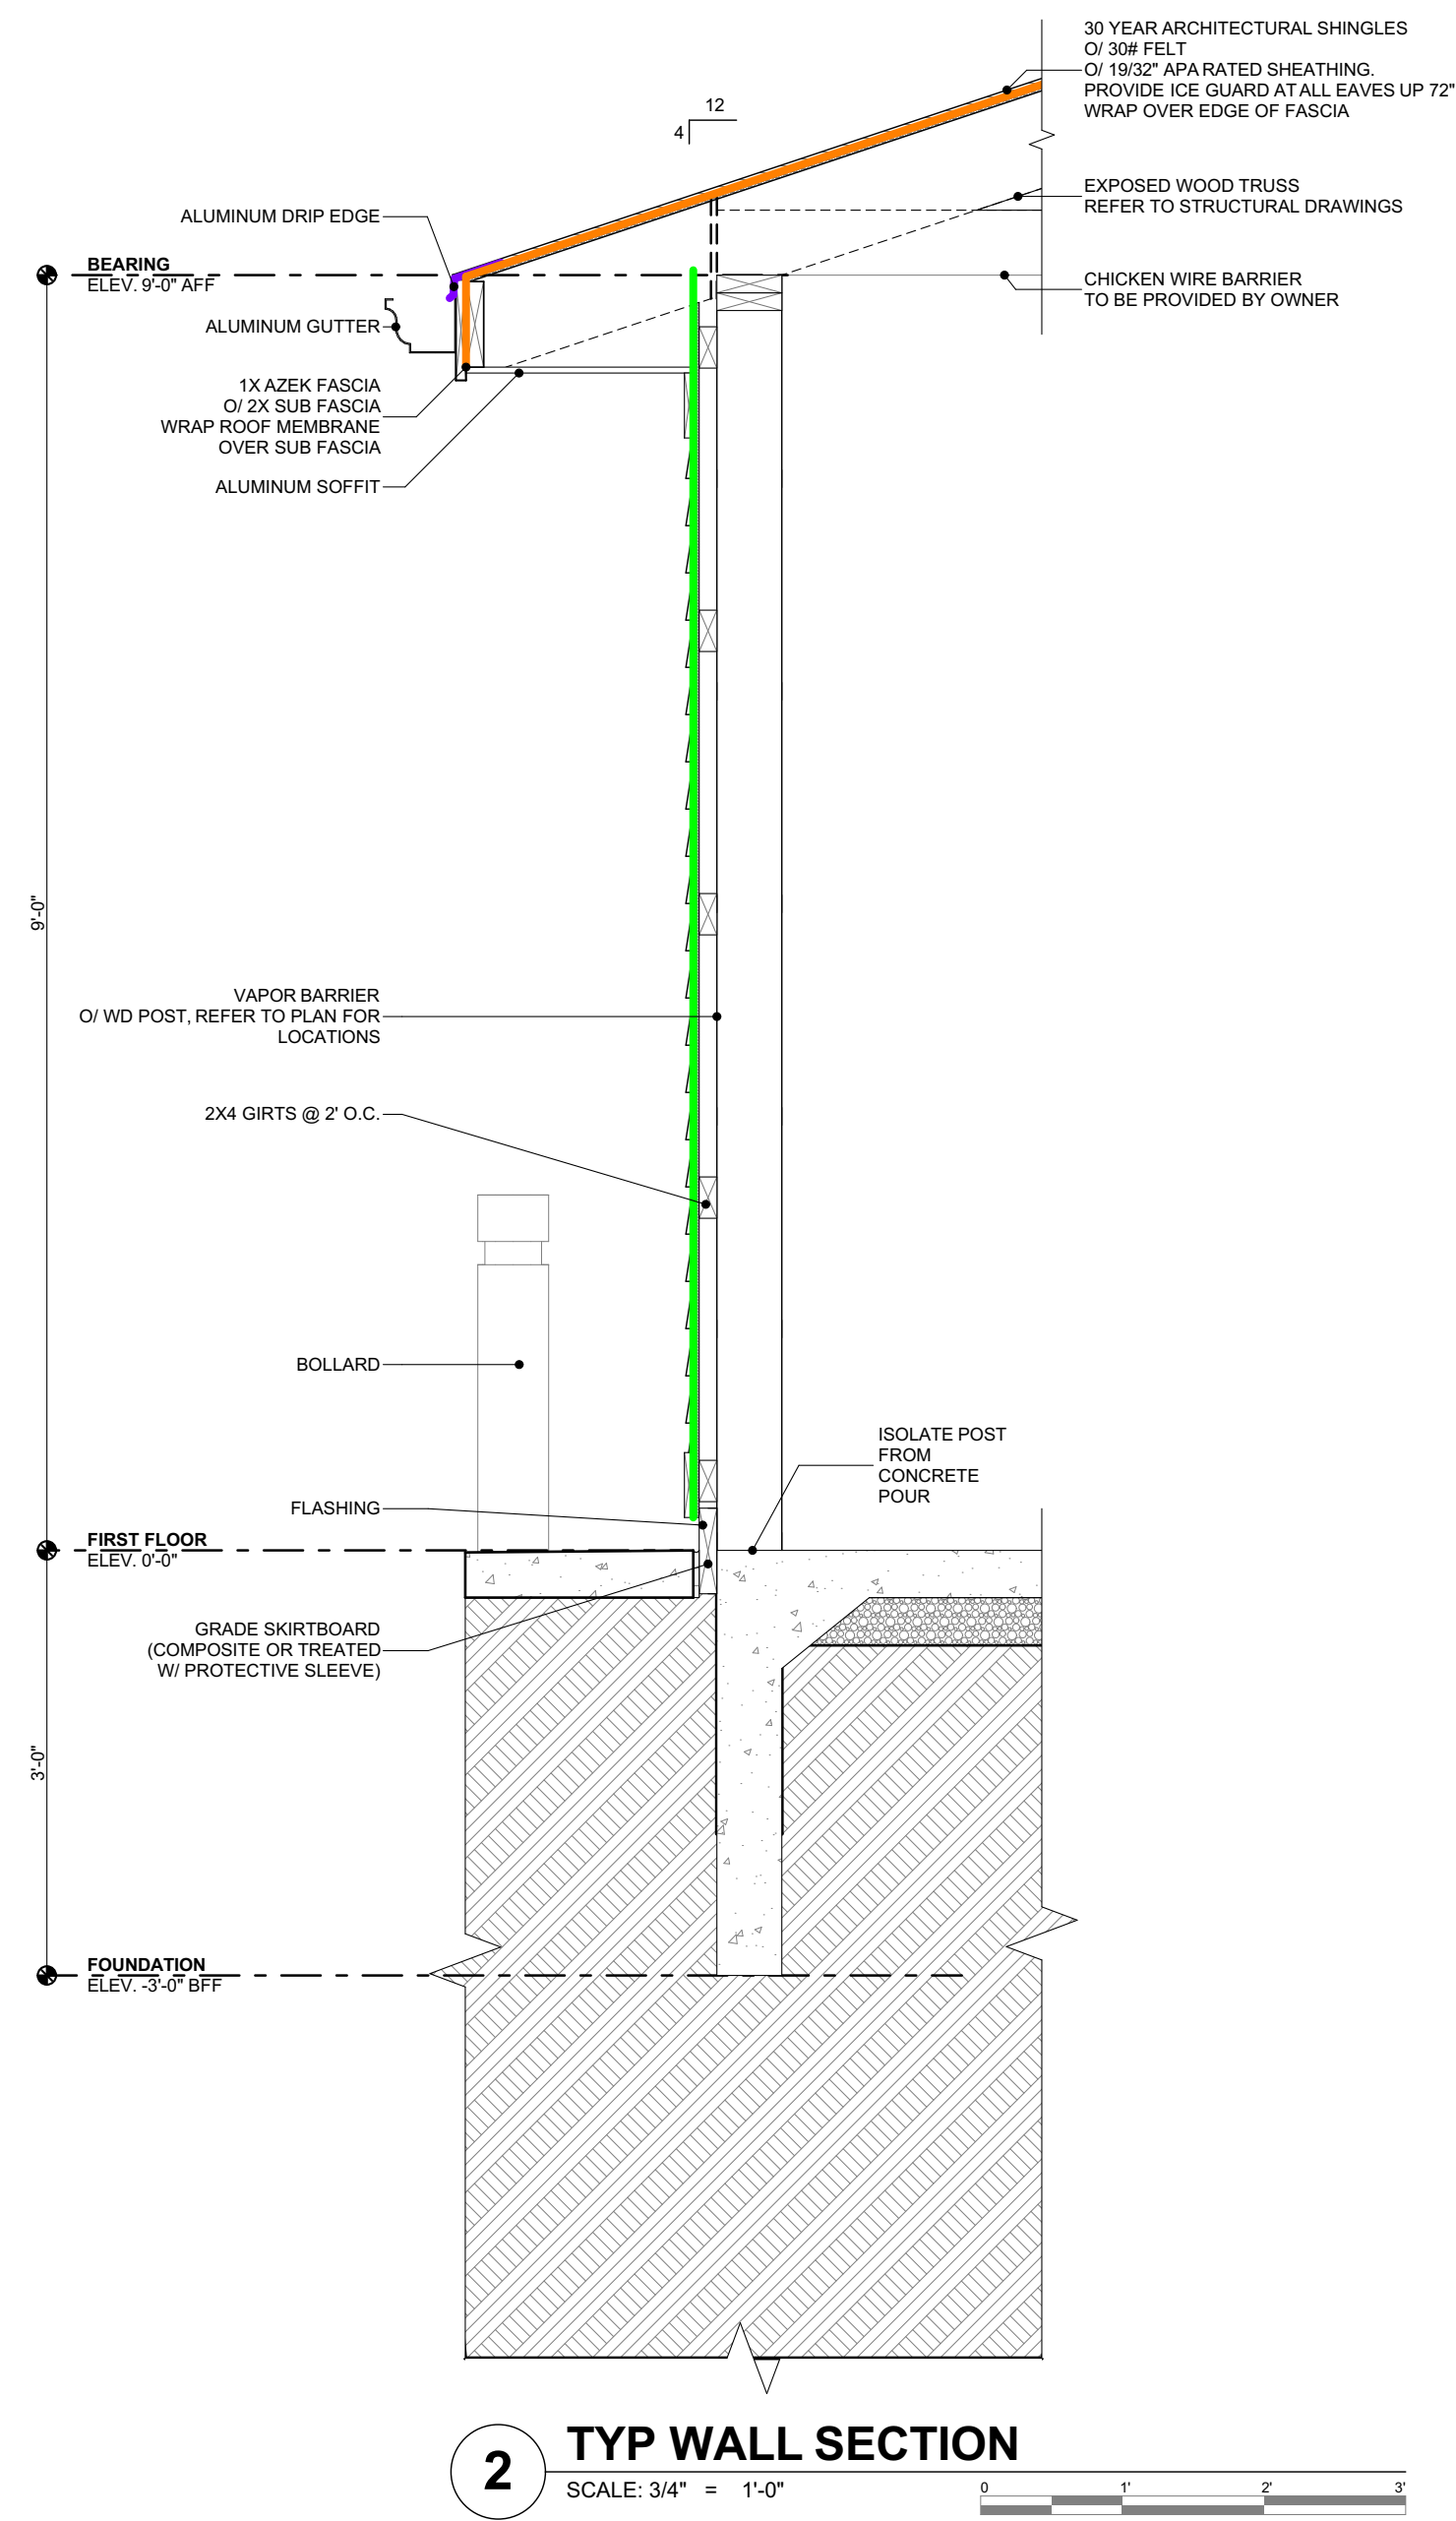 30 YEAR ARCHITECTURAL SHINGLES
O/ 30# FELT
O/ 19/32" APA RATED SHEATHING.
PROVIDE ICE GUARD AT ALL EAVES UP 72"
WRAP OVER EDGE OF FASCIA
12
4
EXPOSED WOOD TRUSS
REFER TO STRUCTURAL DRAWINGS
ALUMINUM DRIP EDGE
BEARING
ELEV. 9'-0" AFF
CHICKEN WIRE BARRIER
TO BE PROVIDED BY OWNER
ALUMINUM GUTTER
1X AZEK FASCIA
O/ 2X SUB FASCIA
WRAP ROOF MEMBRANE
OVER SUB FASCIA
ALUMINUM SOFFIT
9'-0"
VAPOR BARRIER
O/ WD POST, REFER TO PLAN FOR
LOCATIONS
2X4 GIRTS @ 2' O.C.
BOLLARD
ISOLATE POST
FROM
CONCRETE
POUR
FLASHING
FIRST FLOOR
ELEV. 0'-0"
GRADE SKIRTBOARD
(COMPOSITE OR TREATED
W/ PROTECTIVE SLEEVE)
3'-0"
FOUNDATION
ELEV. -3'-0" BFF
2
TYP WALL SECTION
SCALE: 3/4" = 1'-0"
0 1' 2' 3'